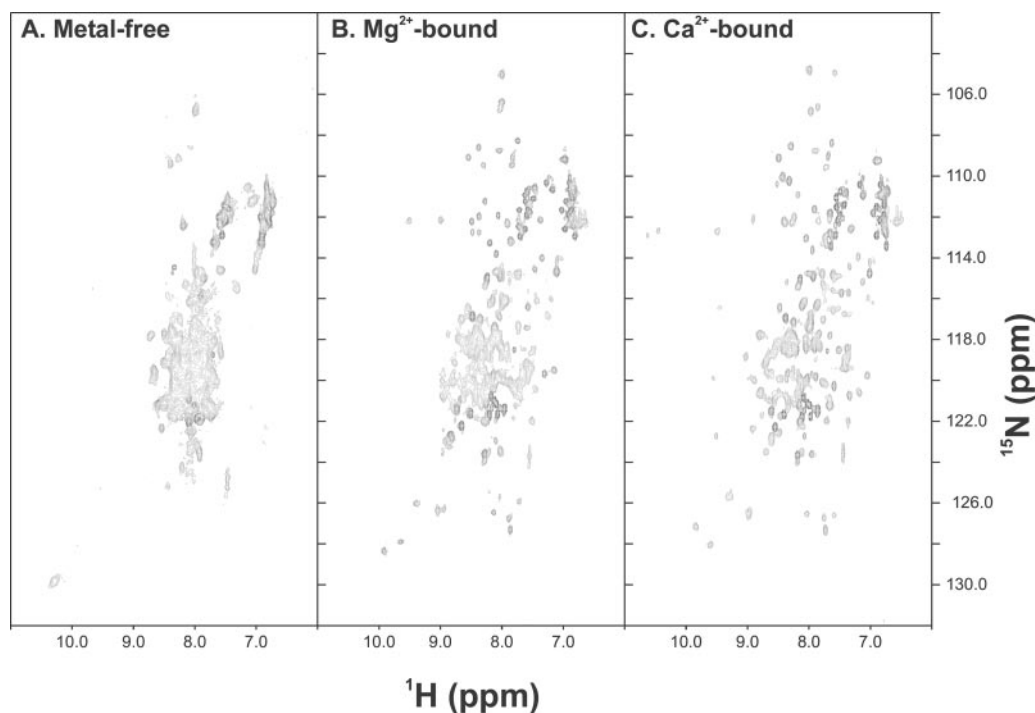 A. Metal-free
B. Mg²⁺-bound
C. Ca²⁺-bound
106.0
110.0
114.0
118.0
122.0
126.0
130.0
¹⁵N (ppm)
10.0 9.0 8.0 7.0 10.0 9.0 8.0 7.0 10.0 9.0 8.0 7.0
¹H (ppm)